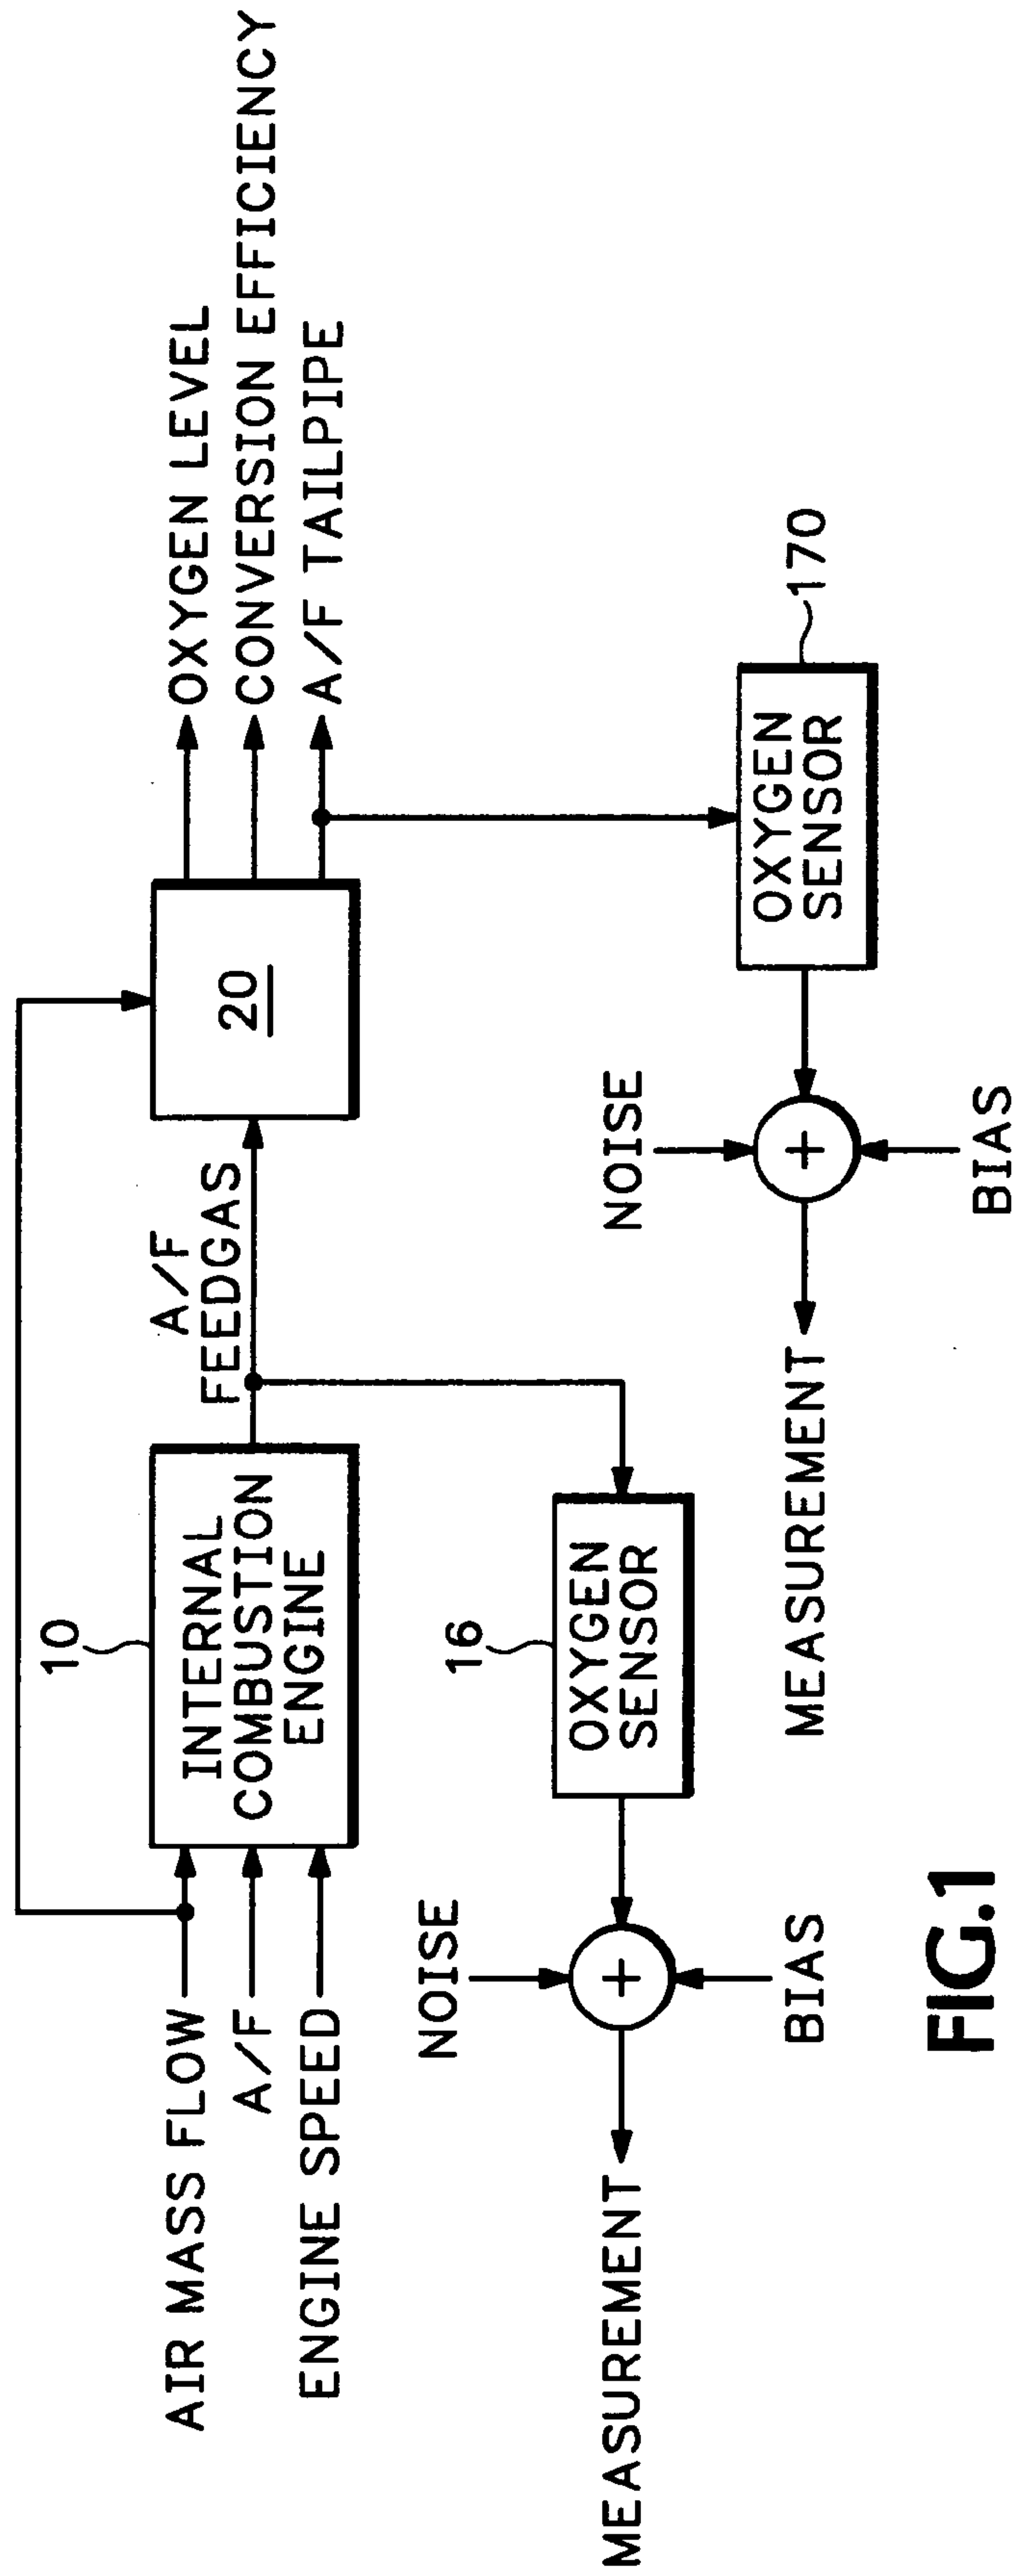 OXYGEN LEVEL
CONVERSION EFFICIENCY
A/F TAILPIPE
20
A/F
FEEDGAS
10
INTERNAL
COMBUSTION
ENGINE
AIR MASS FLOW
A/F
ENGINE SPEED
170
OXYGEN
SENSOR
NOISE
+
BIAS
MEASUREMENT
16
OXYGEN
SENSOR
NOISE
+
BIAS
MEASUREMENT
FIG.1